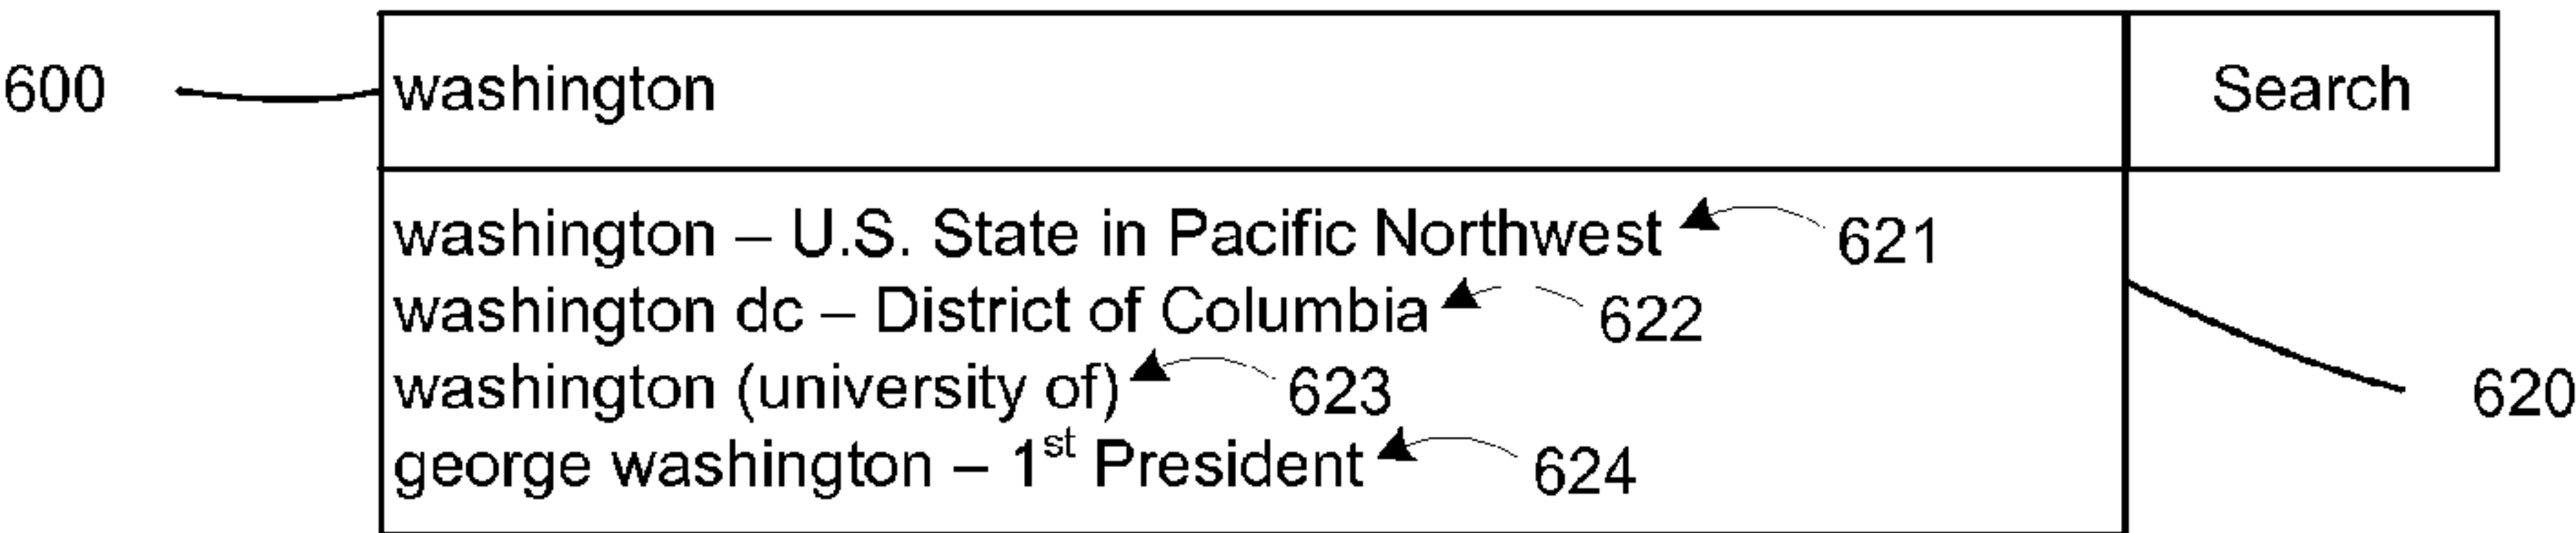 600 washington Search
washington – U.S. State in Pacific Northwest 621
washington dc – District of Columbia 622
washington (university of) 623 620
george washington – 1st President 624